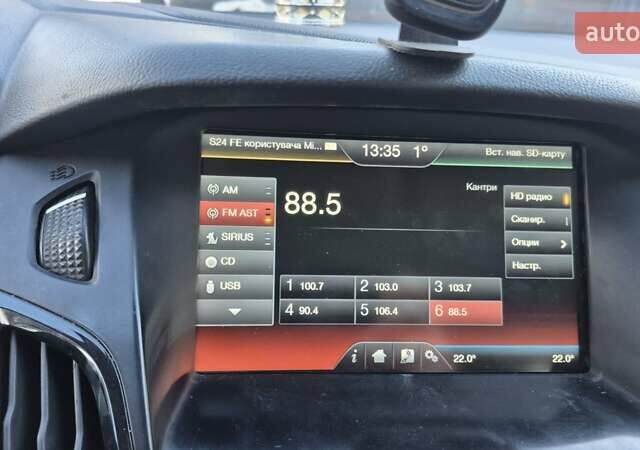 auto
S24 FE користувача Mi...
13:35 1°
Вст. нав. SD-карту
AM
FM AST
SIRIUS
CD
USB
88.5
Кантри
HD радио
Сканир.
Опции
Настр.
1 100.7
2 103.0
3 103.7
4 90.4
5 106.4
6 88.5
i
22.0°
22.0°